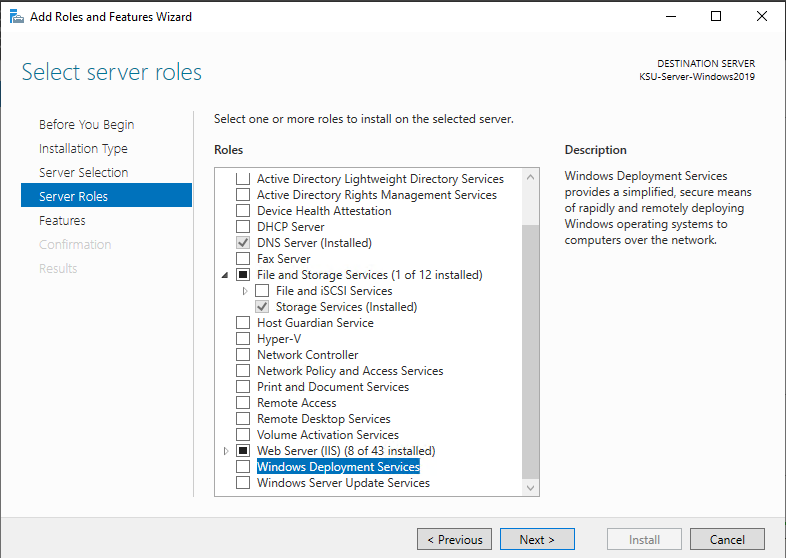 Add Roles and Features Wizard
Select server roles
DESTINATION SERVER
KSU-Server-Windows2019
Before You Begin
Installation Type
Server Selection
Server Roles
Features
Confirmation
Results
Select one or more roles to install on the selected server.
Roles
Active Directory Lightweight Directory Services
Active Directory Rights Management Services
Device Health Attestation
DHCP Server
DNS Server (Installed)
Fax Server
File and Storage Services (1 of 12 installed)
File and iSCSI Services
Storage Services (Installed)
Host Guardian Service
Hyper-V
Network Controller
Network Policy and Access Services
Print and Document Services
Remote Access
Remote Desktop Services
Volume Activation Services
Web Server (IIS) (8 of 43 installed)
Windows Deployment Services
Windows Server Update Services
Description
Windows Deployment Services
provides a simplified, secure means
of rapidly and remotely deploying
Windows operating systems to
computers over the network.
< Previous
Next >
Install
Cancel